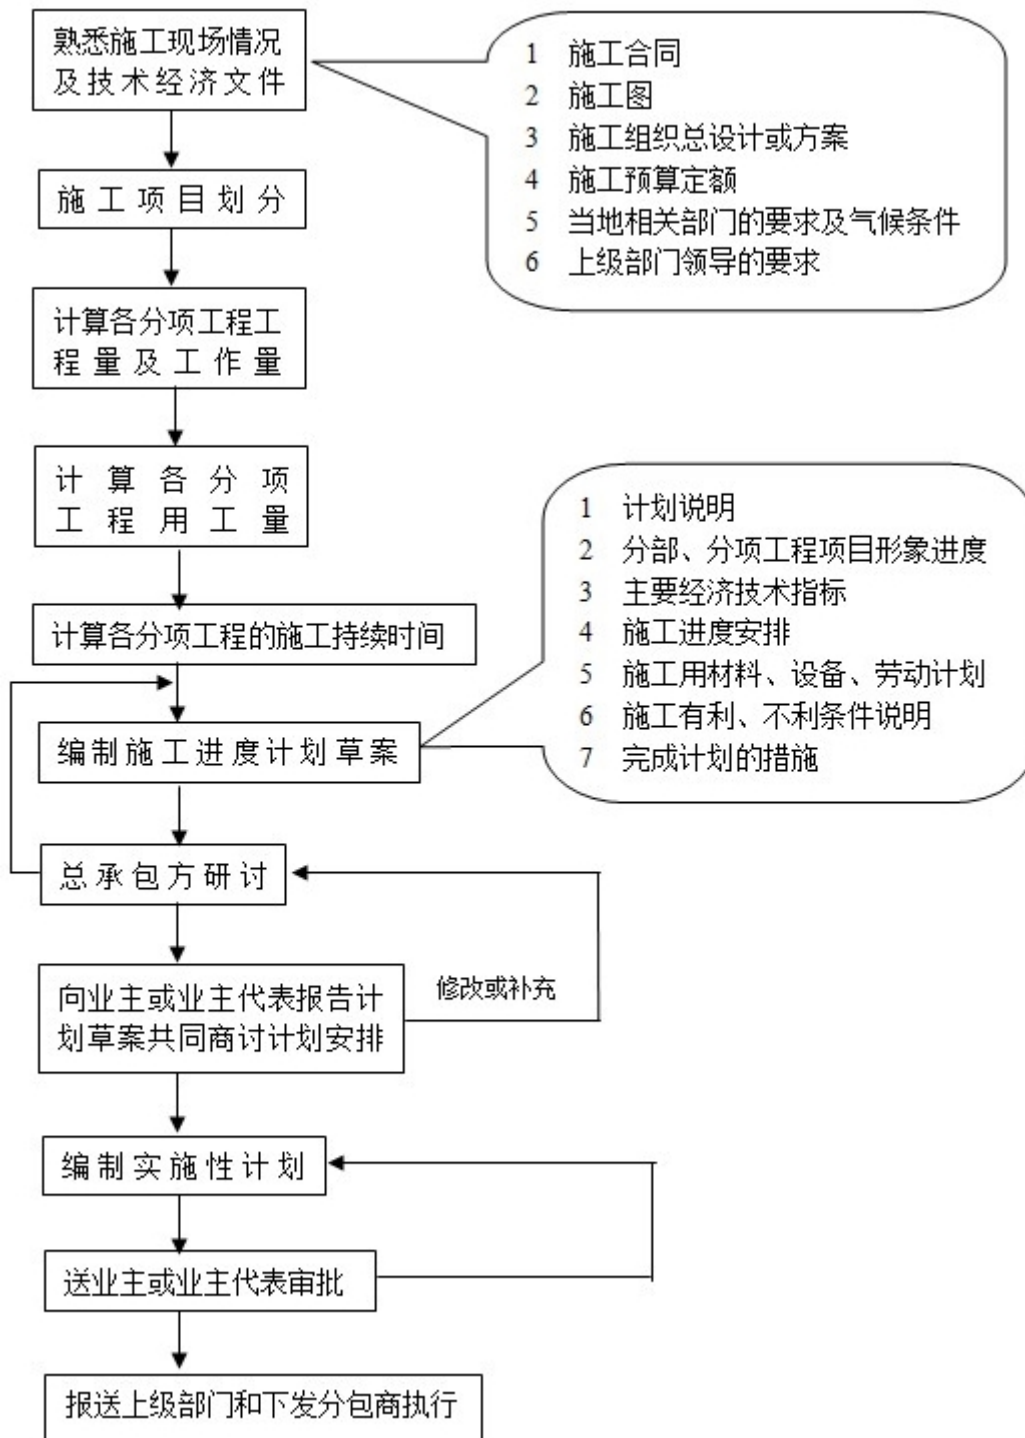 熟悉施工现场情况
及技术经济文件
1 施工合同
2 施工图
3 施工组织总设计或方案
4 施工预算定额
5 当地相关部门的要求及气候条件
6 上级部门领导的要求
施工项目划分
计算各分项工程工
程量及工作量
计算各分项
工程用工量
计算各分项工程的施工持续时间
编制施工进度计划草案
1 计划说明
2 分部、分项工程项目形象进度
3 主要经济技术指标
4 施工进度安排
5 施工用材料、设备、劳动计划
6 施工有利、不利条件说明
7 完成计划的措施
总承包方研讨
向业主或业主代表报告计
划草案共同商讨计划安排
修改或补充
编制实施性计划
送业主或业主代表审批
报送上级部门和下发分包商执行